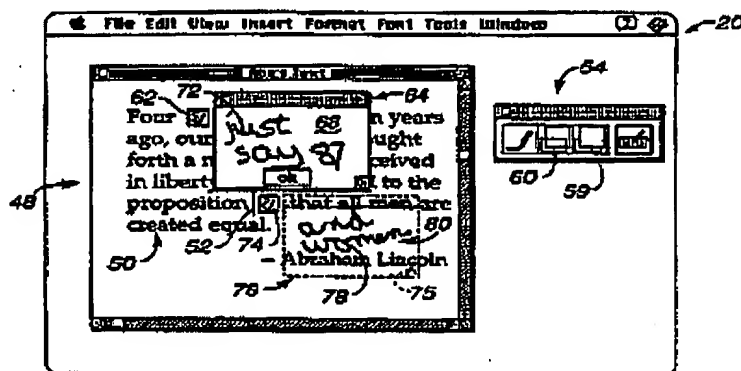 File Edit View Insert Format Font Tools Window
20
54
62 72 64
Four just 68 n years
ago, our say 87 ought
forth a n ceived
ok
60 59
in libert to the
48
proposition that all men are
created equal. and
50 52 74 women 80
– Abraham Lincoln
76 78 75